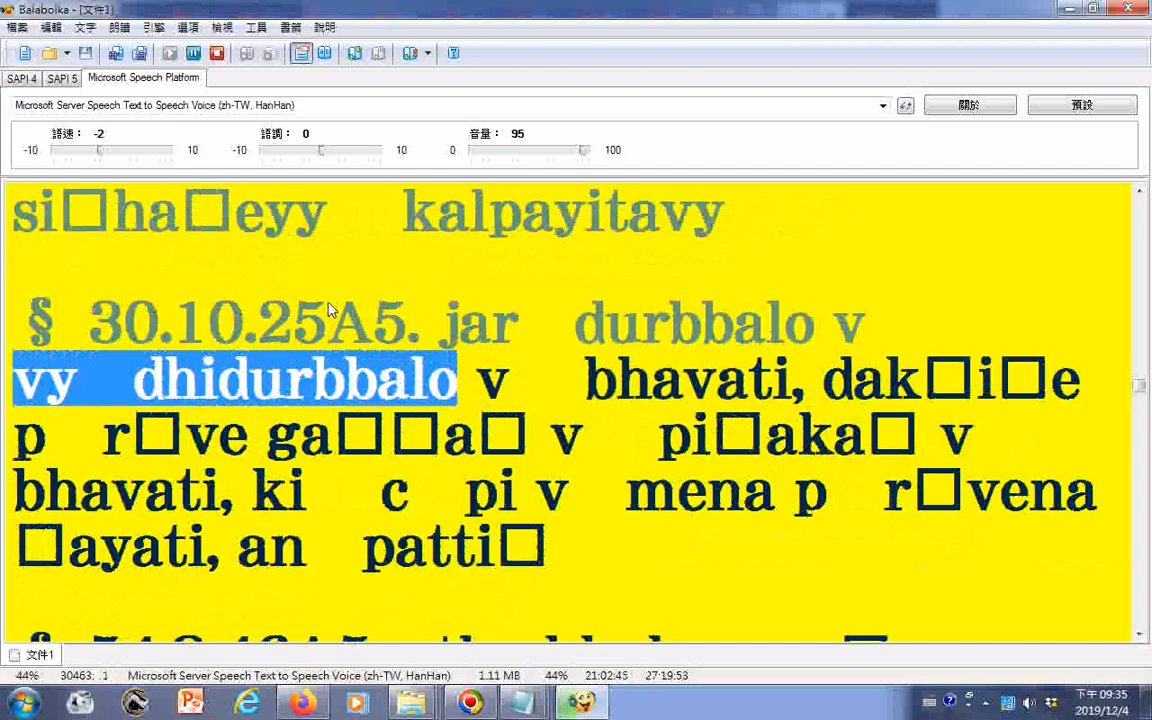 Balabolka - [文件1]
檔案 編輯 文字 朗讀 引擎 選項 檢視 工具 書籤 說明
SAPI 4 SAPI 5 Microsoft Speech Platform
Microsoft Server Speech Text to Speech Voice (zh-TW, HanHan) 關於 預設
語速： -2 語調： 0 音量： 95
-10 10 -10 10 0 100
si□ha□eyy kalpayitavy
§ 30.10.25A5. jar durbbalo v
vy dhidurbbalo v bhavati, dak□i□e
p r□ve ga□□a□ v pi□aka□ v
bhavati, ki c pi v mena p r□vena
□ayati, an patti□
文件1
44% 30463: .1 Microsoft Server Speech Text to Speech Voice (zh-TW, HanHan) 1.11 MB 44% 21:02:45 27:19:53
下午 09:35
2019/12/4